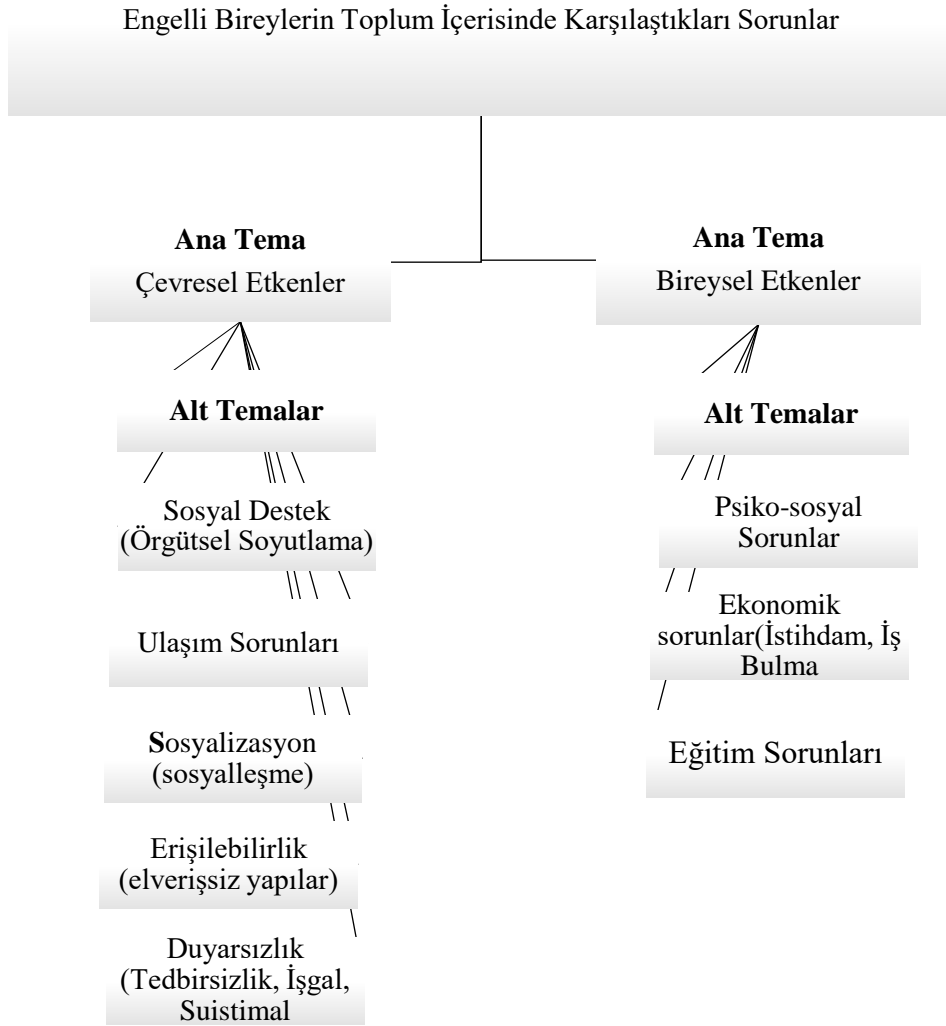 Engelli Bireylerin Toplum İçerisinde Karşılaştıkları Sorunlar
Ana Tema
Çevresel Etkenler
Alt Temalar
Sosyal Destek
(Örgütsel Soyutlama)
Ulaşım Sorunları
Sosyalizasyon
(sosyalleşme)
Erişilebilirlik
(elverişsiz yapılar)
Duyarsızlık
(Tedbirsizlik, İşgal,
Suistimal
Ana Tema
Bireysel Etkenler
Alt Temalar
Psiko-sosyal
Sorunlar
Ekonomik
sorunlar(İstihdam, İş
Bulma
Eğitim Sorunları